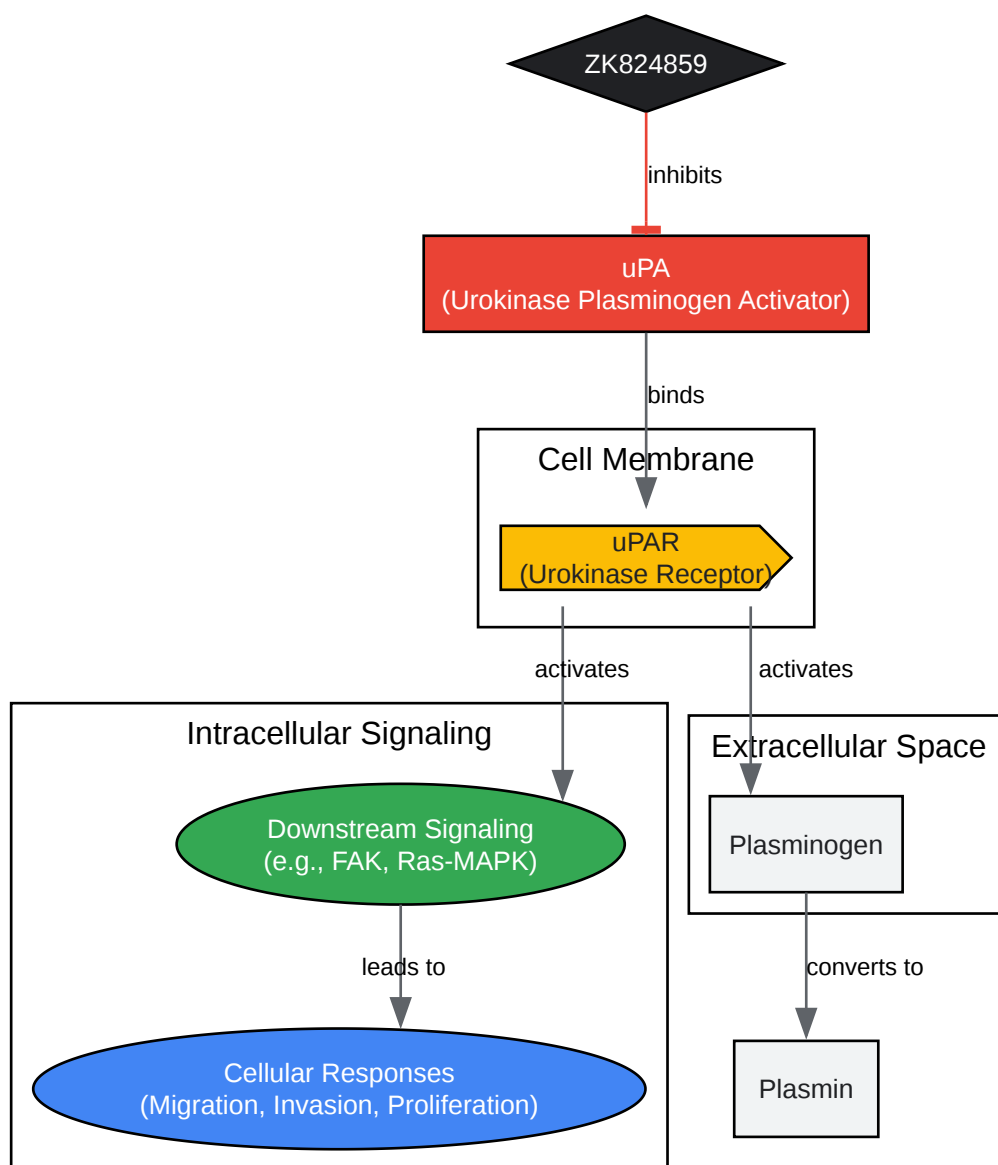 ZK824859
inhibits
uPA
(Urokinase Plasminogen Activator)
binds
Cell Membrane
uPAR
(Urokinase Receptor)
activates
activates
Intracellular Signaling
Extracellular Space
Downstream Signaling
(e.g., FAK, Ras-MAPK)
Plasminogen
leads to
converts to
Cellular Responses
(Migration, Invasion, Proliferation)
Plasmin